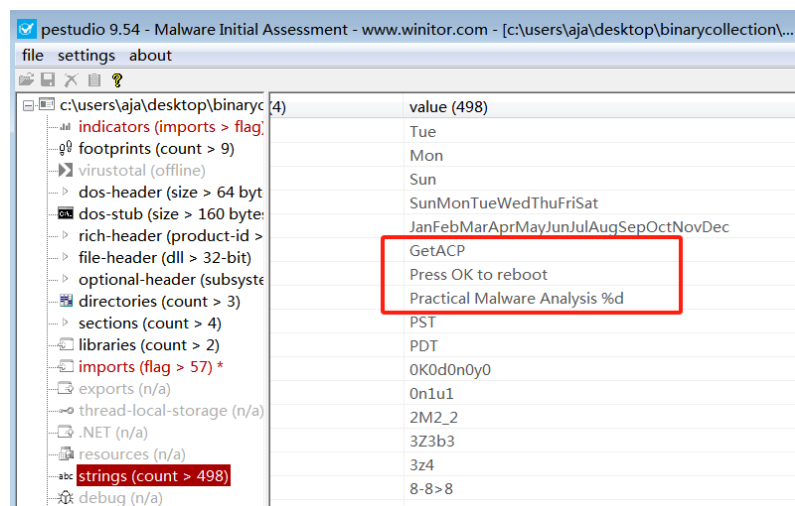 pestudio 9.54 - Malware Initial Assessment - www.winitor.com - [c:\users\aja\desktop\binarycollection\...
file settings about
c:\users\aja\desktop\binaryc
indicators (imports > flag)
footprints (count > 9)
virustotal (offline)
dos-header (size > 64 byt
dos-stub (size > 160 bytes
rich-header (product-id >
file-header (dll > 32-bit)
optional-header (subsyste
directories (count > 3)
sections (count > 4)
libraries (count > 2)
imports (flag > 57) *
exports (n/a)
thread-local-storage (n/a)
.NET (n/a)
resources (n/a)
abc strings (count > 498)
debug (n/a)
(4) value (498)
Tue
Mon
Sun
SunMonTueWedThuFriSat
JanFebMarAprMayJunJulAugSepOctNovDec
GetACP
Press OK to reboot
Practical Malware Analysis %d
PST
PDT
0K0d0n0y0
0n1u1
2M2_2
3Z3b3
3z4
8-8>8